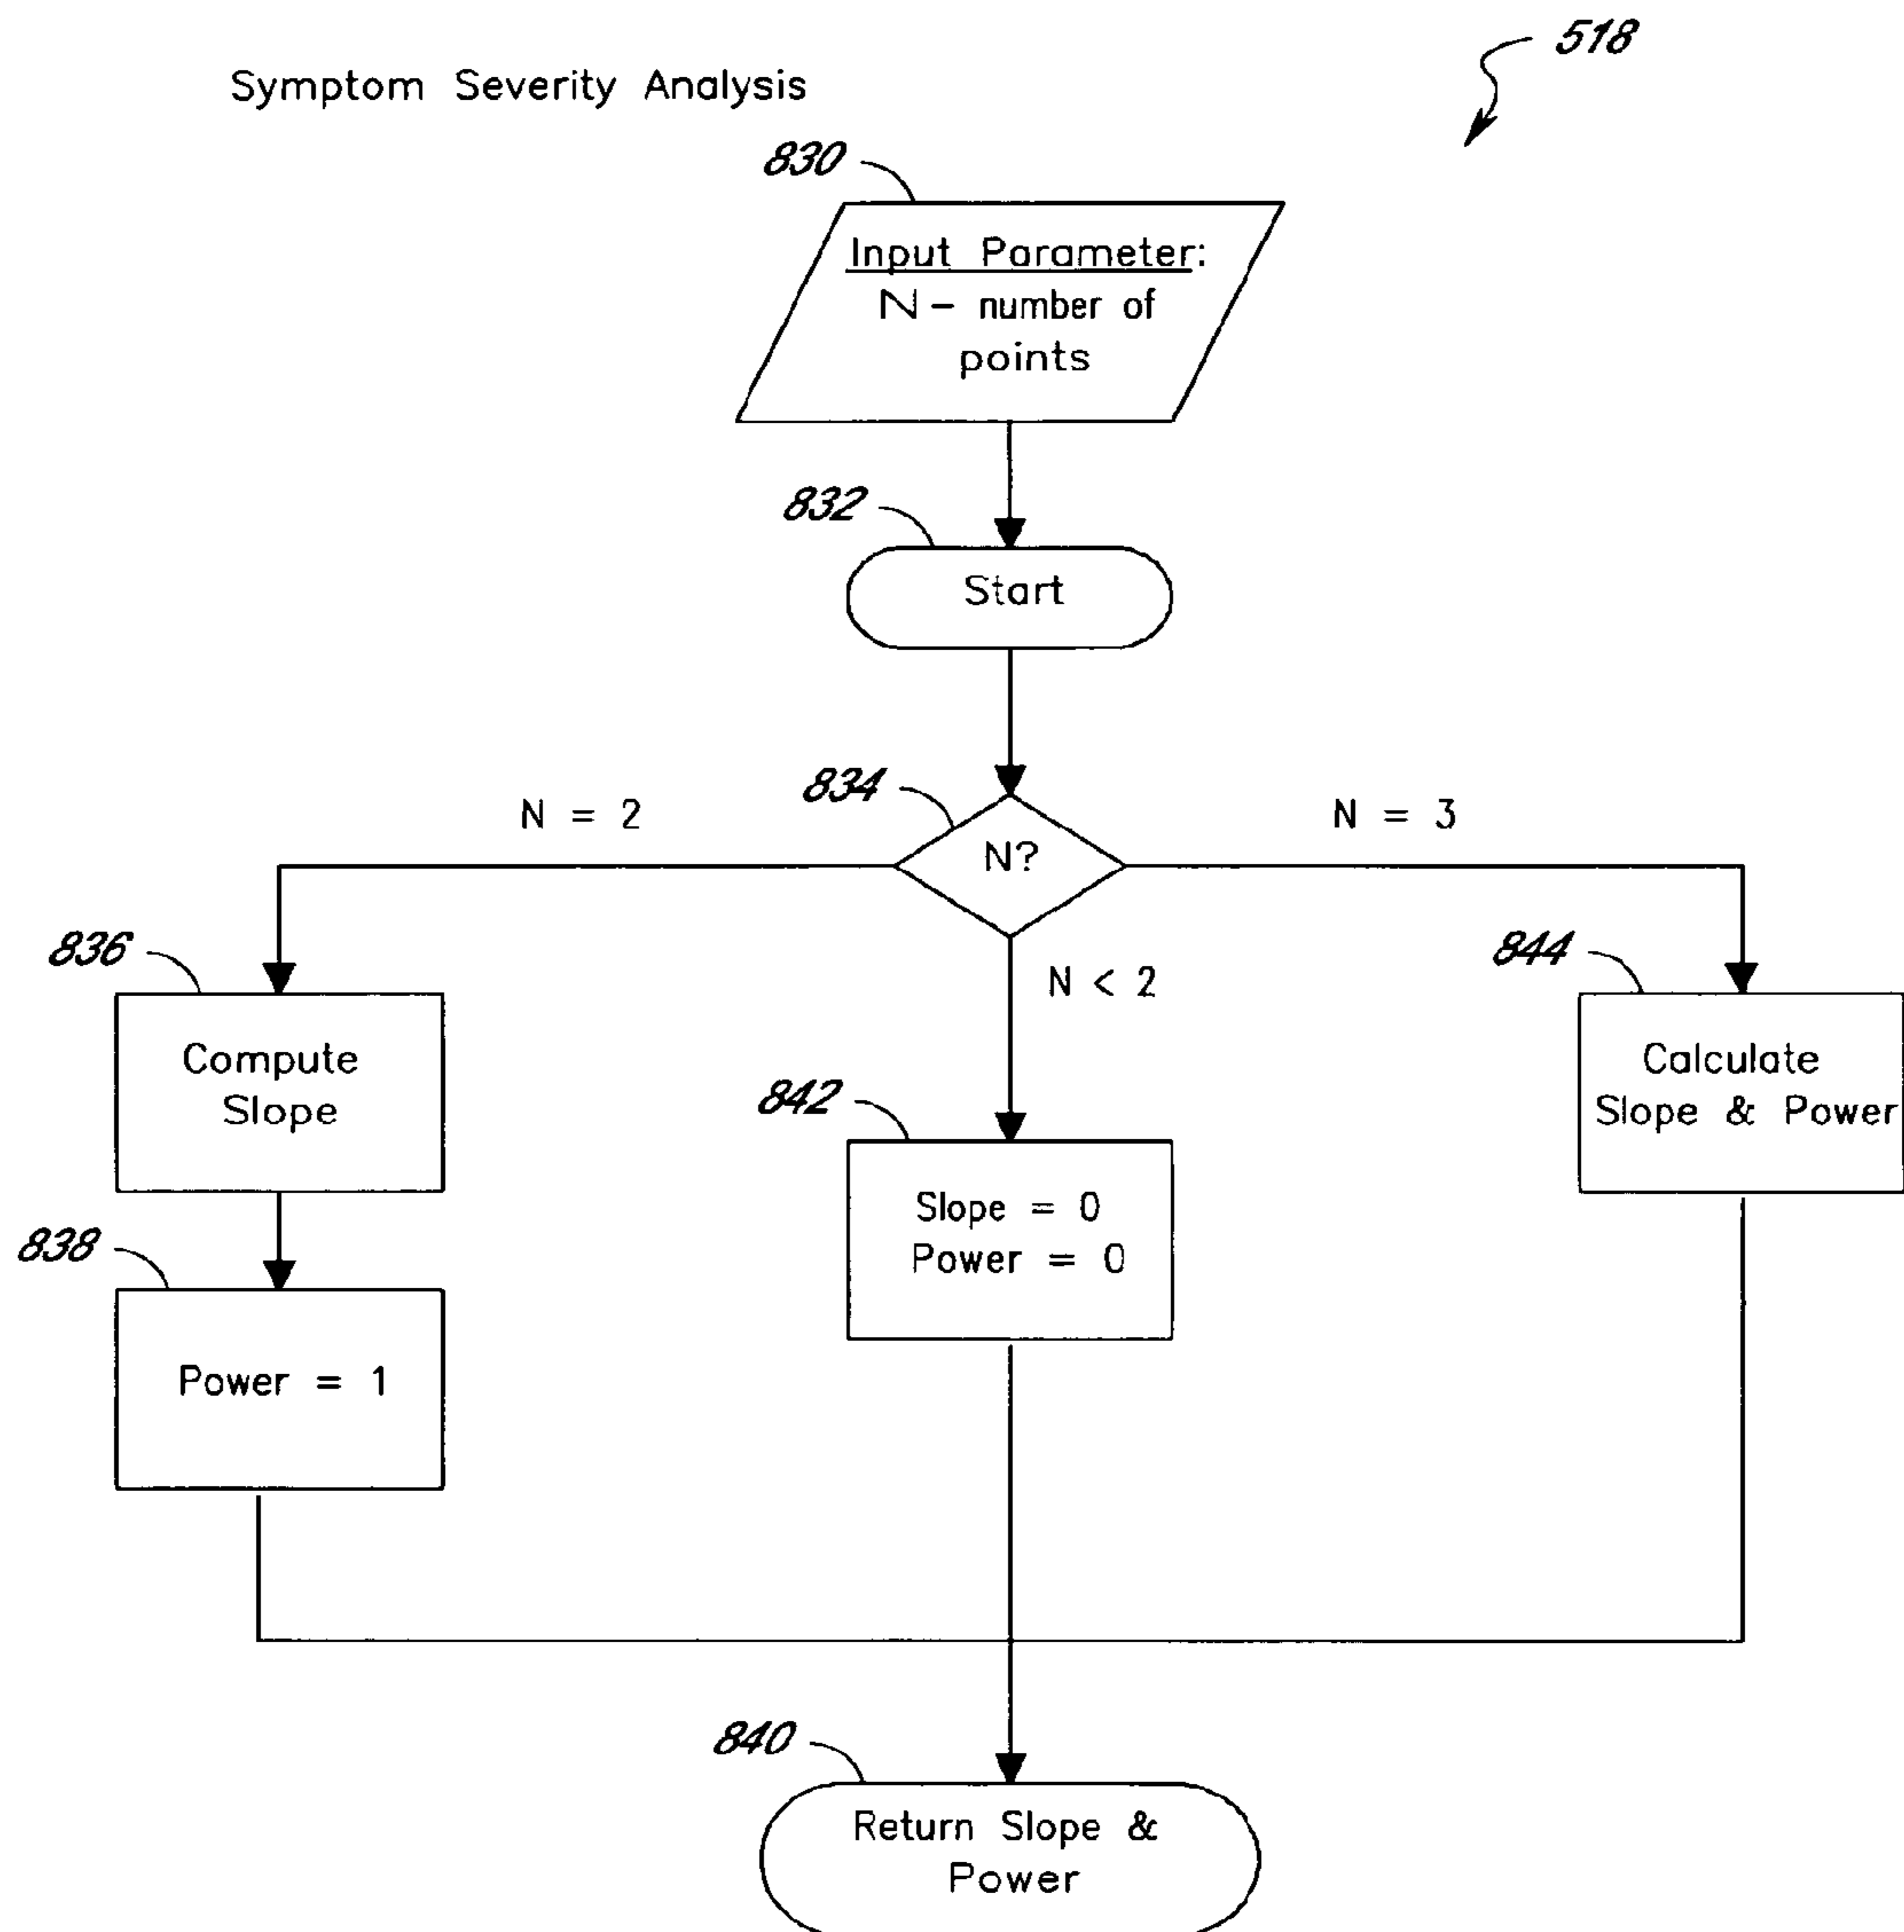 518
Symptom Severity Analysis
830
Input Parameter:
N - number of
points
832
Start
834
N = 2
N?
N = 3
836
Compute
Slope
N < 2
844
Calculate
Slope & Power
842
Slope = 0
Power = 0
838
Power = 1
840
Return Slope &
Power